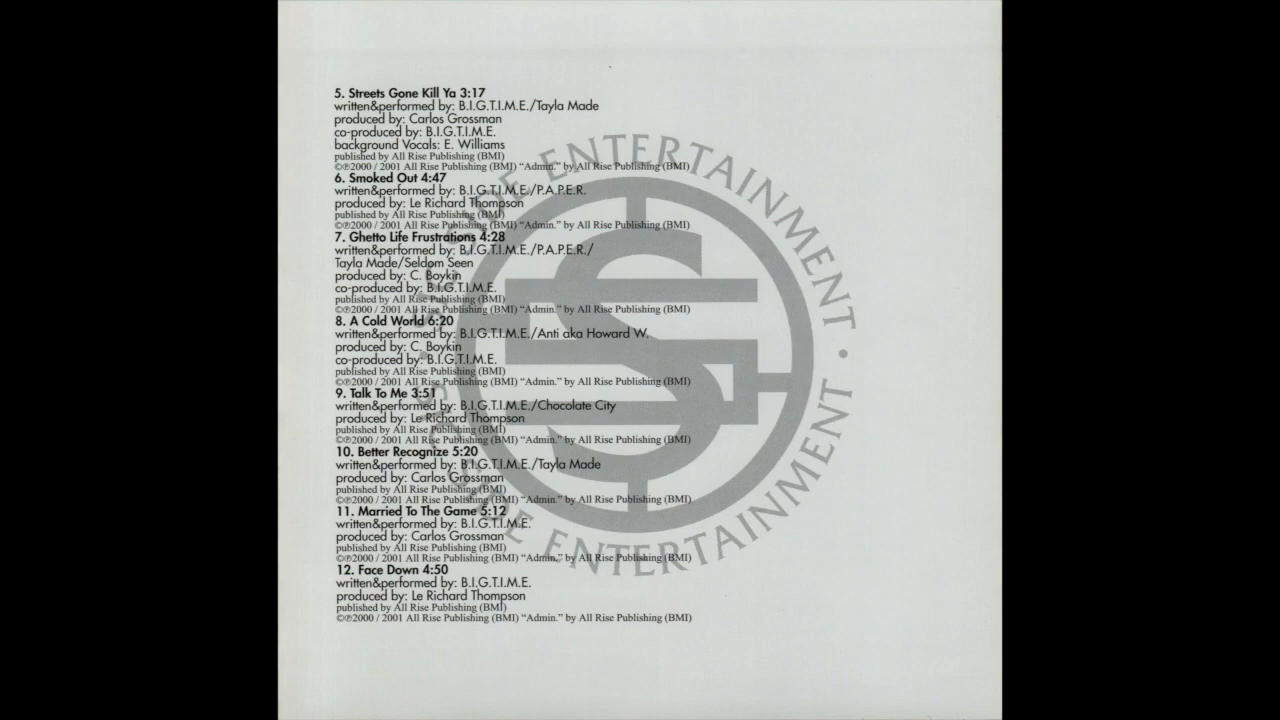 5. Streets Gone Kill Ya 3:17
written&performed by: B.I.G.T.I.M.E./Tayla Made
produced by: Carlos Grossman
co-produced by: B.I.G.T.I.M.E.
background Vocals: E. Williams
published by All Rise Publishing (BMI)
©℗2000 / 2001 All Rise Publishing (BMI) “Admin.” by All Rise Publishing (BMI)
6. Smoked Out 4:47
written&performed by: B.I.G.T.I.M.E./P.A.P.E.R.
produced by: Le Richard Thompson
published by All Rise Publishing (BMI)
©℗2000 / 2001 All Rise Publishing (BMI) “Admin.” by All Rise Publishing (BMI)
7. Ghetto Life Frustrations 4:28
written&performed by: B.I.G.T.I.M.E./P.A.P.E.R./
Tayla Made/Seldom Seen
produced by: C. Boykin
co-produced by: B.I.G.T.I.M.E.
published by All Rise Publishing (BMI)
©℗2000 / 2001 All Rise Publishing (BMI) “Admin.” by All Rise Publishing (BMI)
8. A Cold World 6:20
written&performed by: B.I.G.T.I.M.E./Anti aka Howard W.
produced by: C. Boykin
co-produced by: B.I.G.T.I.M.E.
published by All Rise Publishing (BMI)
©℗2000 / 2001 All Rise Publishing (BMI) “Admin.” by All Rise Publishing (BMI)
9. Talk To Me 3:51
written&performed by: B.I.G.T.I.M.E./Chocolate City
produced by: Le Richard Thompson
published by All Rise Publishing (BMI)
©℗2000 / 2001 All Rise Publishing (BMI) “Admin.” by All Rise Publishing (BMI)
10. Better Recognize 5:20
written&performed by: B.I.G.T.I.M.E./Tayla Made
produced by: Carlos Grossman
published by All Rise Publishing (BMI)
©℗2000 / 2001 All Rise Publishing (BMI) “Admin.” by All Rise Publishing (BMI)
11. Married To The Game 5:12
written&performed by: B.I.G.T.I.M.E.
produced by: Carlos Grossman
published by All Rise Publishing (BMI)
©℗2000 / 2001 All Rise Publishing (BMI) “Admin.” by All Rise Publishing (BMI)
12. Face Down 4:50
written&performed by: B.I.G.T.I.M.E.
produced by: Le Richard Thompson
published by All Rise Publishing (BMI)
©℗2000 / 2001 All Rise Publishing (BMI) “Admin.” by All Rise Publishing (BMI)
ENTERTAINMENT •
ENTERTAINMENT